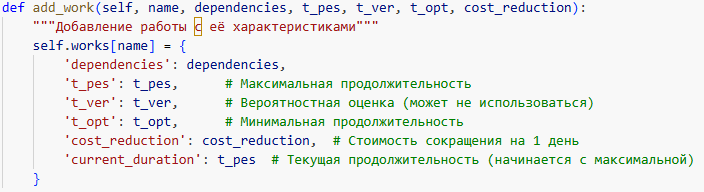 def add_work(self, name, dependencies, t_pes, t_ver, t_opt, cost_reduction):
    """Добавление работы с её характеристиками"""
    self.works[name] = {
        'dependencies': dependencies,
        't_pes': t_pes,      # Максимальная продолжительность
        't_ver': t_ver,      # Вероятностная оценка (может не использоваться)
        't_opt': t_opt,      # Минимальная продолжительность
        'cost_reduction': cost_reduction,  # Стоимость сокращения на 1 день
        'current_duration': t_pes  # Текущая продолжительность (начинается с максимальной)
    }